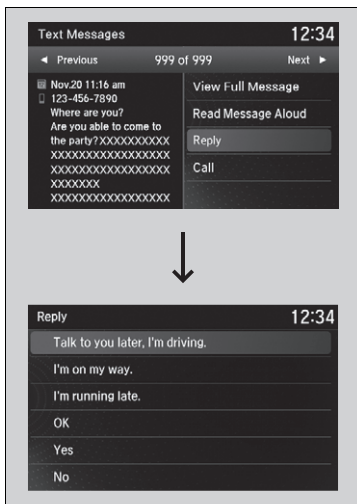 Text Messages 12:34
◄ Previous 999 of 999 Next ►
Nov.20 11:16 am
123-456-7890
Where are you?
Are you able to come to
the party?XXXXXXXXXX
XXXXXXXXXXXXXXXXX
XXXXXXXXXXXXXXXXX
XXXXXXX
XXXXXXXXXXXXXXXXX
View Full Message
Read Message Aloud
Reply
Call
Reply 12:34
Talk to you later, I'm driving.
I'm on my way.
I'm running late.
OK
Yes
No